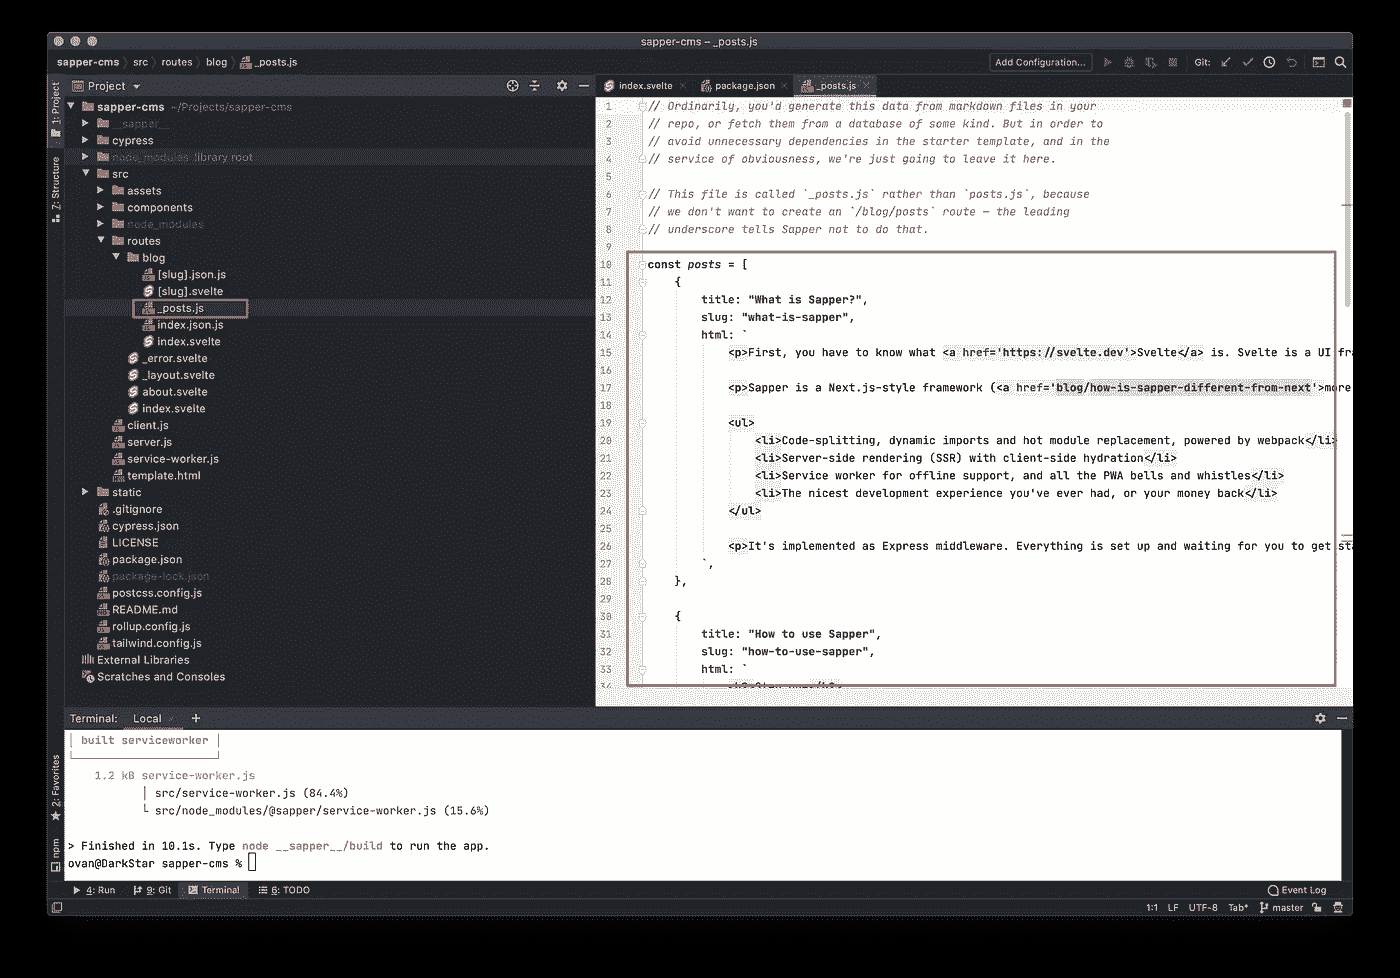 sapper-cms – _posts.js
sapper-cms src routes blog _posts.js
Add Configuration...
Git:
1: Project
Project
index.svelte
package.json
_posts.js
sapper-cms ~/Projects/sapper-cms
__sapper__
cypress
node_modules library root
src
assets
components
node_modules
routes
blog
[slug].json.js
[slug].svelte
_posts.js
index.json.js
index.svelte
_error.svelte
_layout.svelte
about.svelte
index.svelte
client.js
server.js
service-worker.js
template.html
static
.gitignore
cypress.json
LICENSE
package.json
package-lock.json
postcss.config.js
README.md
rollup.config.js
tailwind.config.js
External Libraries
Scratches and Consoles
Z: Structure
2: Favorites
npm
1 // Ordinarily, you'd generate this data from markdown files in your
2 // repo, or fetch them from a database of some kind. But in order to
3 // avoid unnecessary dependencies in the starter template, and in the
4 // service of obviousness, we're just going to leave it here.
5
6 // This file is called `_posts.js` rather than `posts.js`, because
7 // we don't want to create an `/blog/posts` route — the leading
8 // underscore tells Sapper not to do that.
9
10 const posts = [
11 {
12 title: "What is Sapper?",
13 slug: "what-is-sapper",
14 html: `
15 <p>First, you have to know what <a href='https://svelte.dev'>Svelte</a> is. Svelte is a UI fra
16
17 <p>Sapper is a Next.js-style framework (<a href='blog/how-is-sapper-different-from-next'>more
18
19 <ul>
20 <li>Code-splitting, dynamic imports and hot module replacement, powered by webpack</li>
21 <li>Server-side rendering (SSR) with client-side hydration</li>
22 <li>Service worker for offline support, and all the PWA bells and whistles</li>
23 <li>The nicest development experience you've ever had, or your money back</li>
24 </ul>
25
26 <p>It's implemented as Express middleware. Everything is set up and waiting for you to get sta
27 `,
28 },
29
30 {
31 title: "How to use Sapper",
32 slug: "how-to-use-sapper",
33 html: `
34
Terminal: Local +
built serviceworker
1.2 kB service-worker.js
│ src/service-worker.js (84.4%)
└ src/node_modules/@sapper/service-worker.js (15.6%)
> Finished in 10.1s. Type node __sapper__/build to run the app.
ovan@DarkStar sapper-cms %
4: Run 9: Git Terminal 6: TODO
Event Log
1:1 LF UTF-8 Tab* master